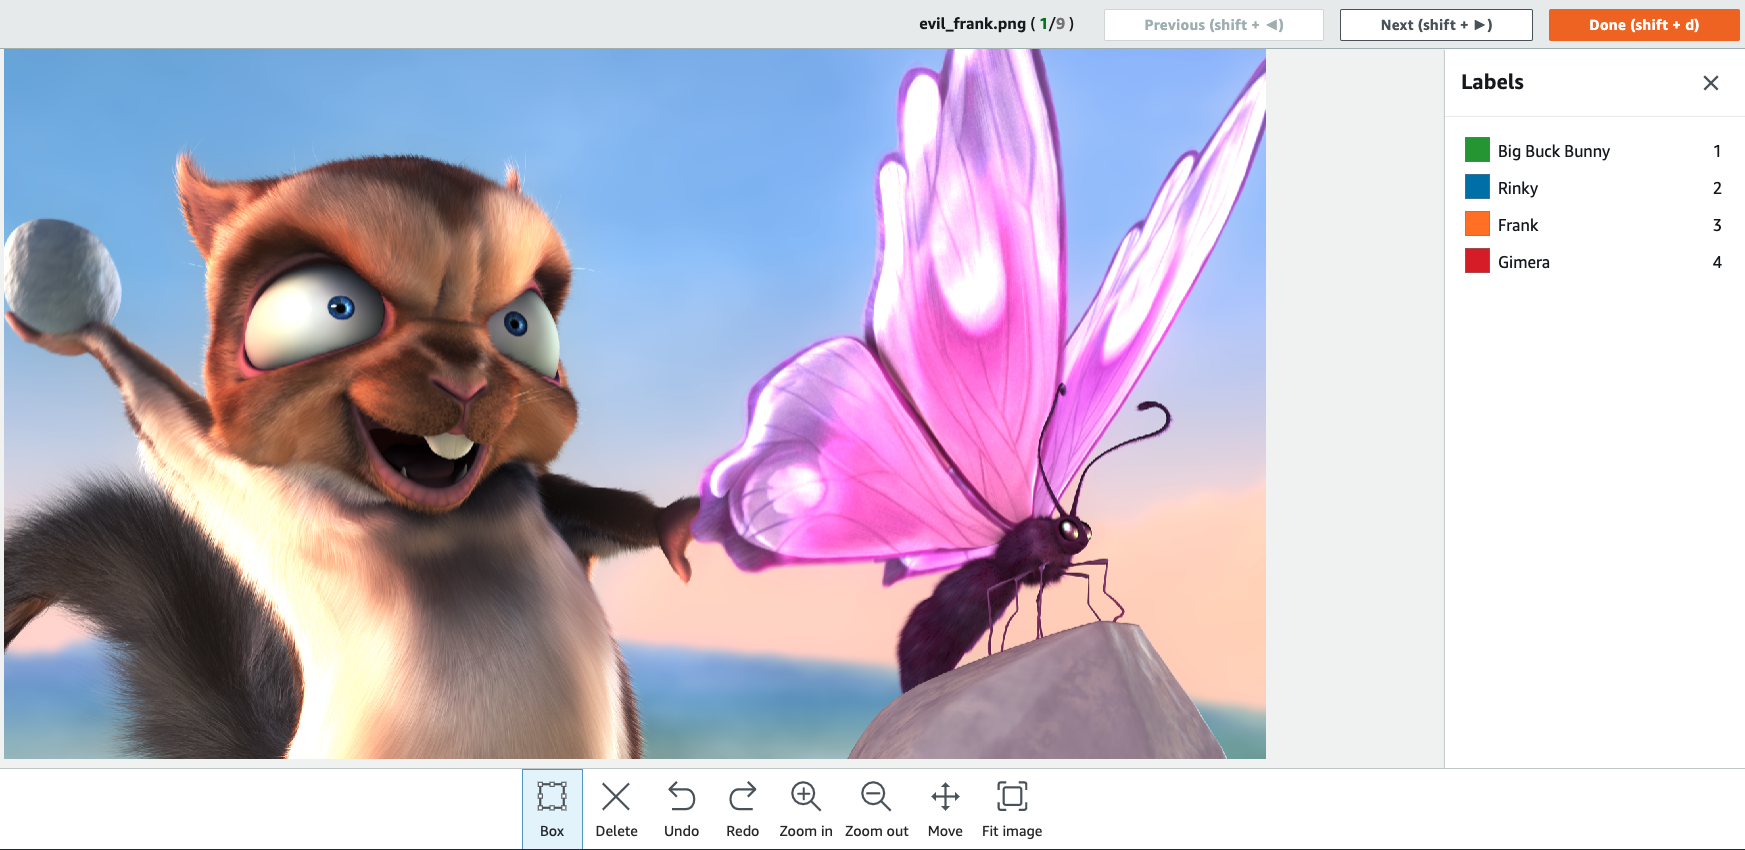 evil_frank.png ( 1/9 )
Previous (shift + ◀)
Next (shift + ▶)
Done (shift + d)
Labels
Big Buck Bunny 1
Rinky 2
Frank 3
Gimera 4
Box
Delete
Undo
Redo
Zoom in
Zoom out
Move
Fit image